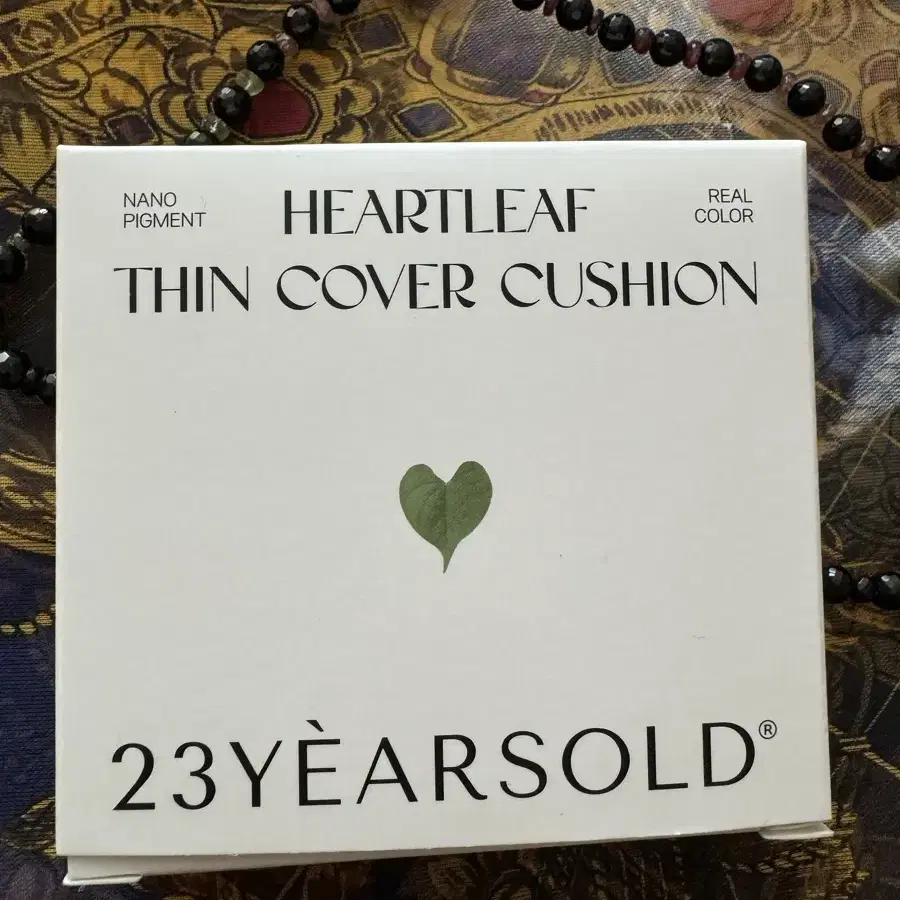 NANO
PIGMENT
HEARTLEAF
REAL
COLOR
THIN COVER CUSHION
23YÈARSOLD®